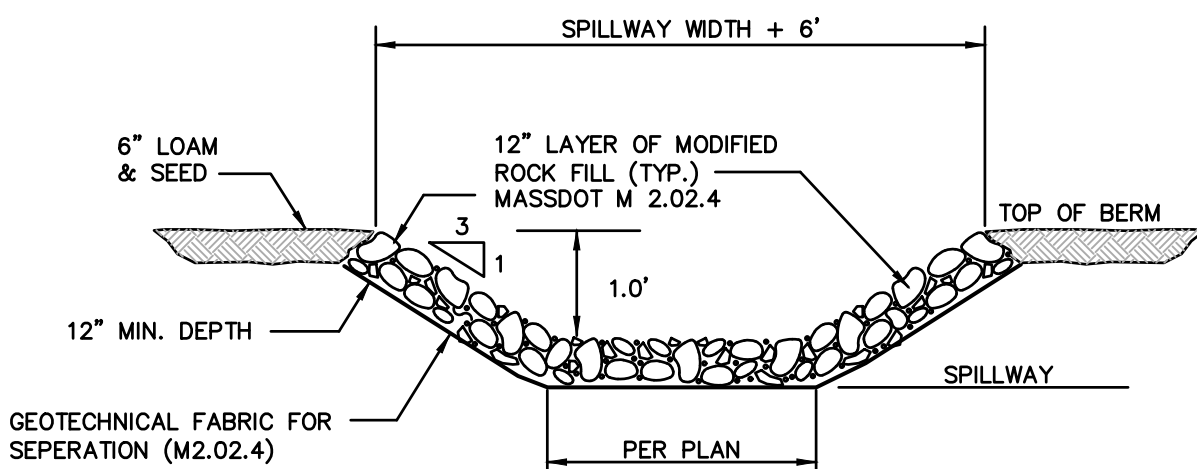 SPILLWAY WIDTH + 6'
6" LOAM
& SEED
12" LAYER OF MODIFIED
ROCK FILL (TYP.)
MASSDOT M 2.02.4
3
1
TOP OF BERM
1.0'
12" MIN. DEPTH
SPILLWAY
GEOTECHNICAL FABRIC FOR
SEPERATION (M2.02.4)
PER PLAN